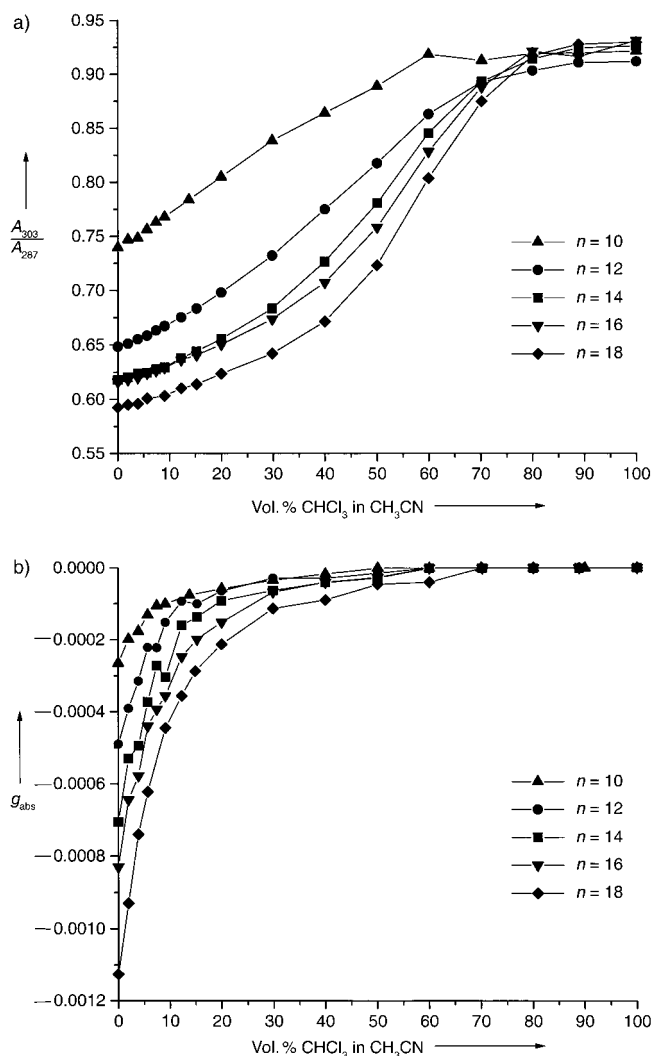 a)
0.95
0.90
0.85
0.80
0.75
0.70
0.65
0.60
0.55
A303
A287
n = 10
n = 12
n = 14
n = 16
n = 18
0 10 20 30 40 50 60 70 80 90 100
Vol. % CHCl3 in CH3CN
b)
0.0000
—0.0002
—0.0004
—0.0006
—0.0008
—0.0010
—0.0012
gabs
n = 10
n = 12
n = 14
n = 16
n = 18
0 10 20 30 40 50 60 70 80 90 100
Vol. % CHCl3 in CH3CN